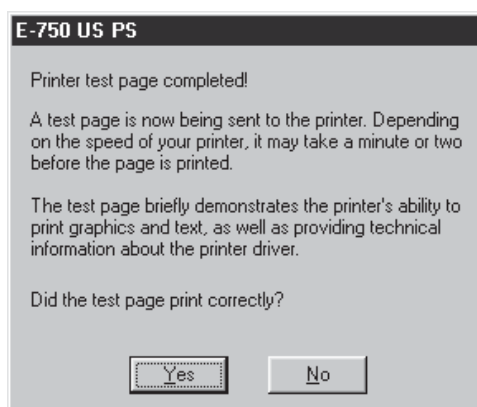 E-750 US PS
Printer test page completed!
A test page is now being sent to the printer. Depending
on the speed of your printer, it may take a minute or two
before the page is printed.
The test page briefly demonstrates the printer's ability to
print graphics and text, as well as providing technical
information about the printer driver.
Did the test page print correctly?
Yes
No